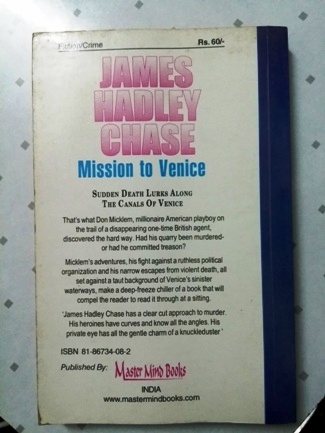 Fiction/Crime Rs. 60/-
JAMES
HADLEY
CHASE
Mission to Venice
SUDDEN DEATH LURKS ALONG
THE CANALS OF VENICE
That's what Don Micklem, millionaire American playboy on
the trail of a disappearing one-time British agent,
discovered the hard way. Had his quarry been murdered-
or had he committed treason?
Micklem's adventures, his fight against a ruthless political
organization and his narrow escapes from violent death, all
set against a taut background of Venice's sinister
waterways, make a deep-freeze chiller of a book that will
compel the reader to read it through at a sitting.
'James Hadley Chase has a clear cut approach to murder.
His heroines have curves and know all the angles. His
private eye has all the gentle charm of a knuckleduster '
ISBN 81-86734-08-2
Published By: Master Mind Books
INDIA
www.mastermindbooks.com